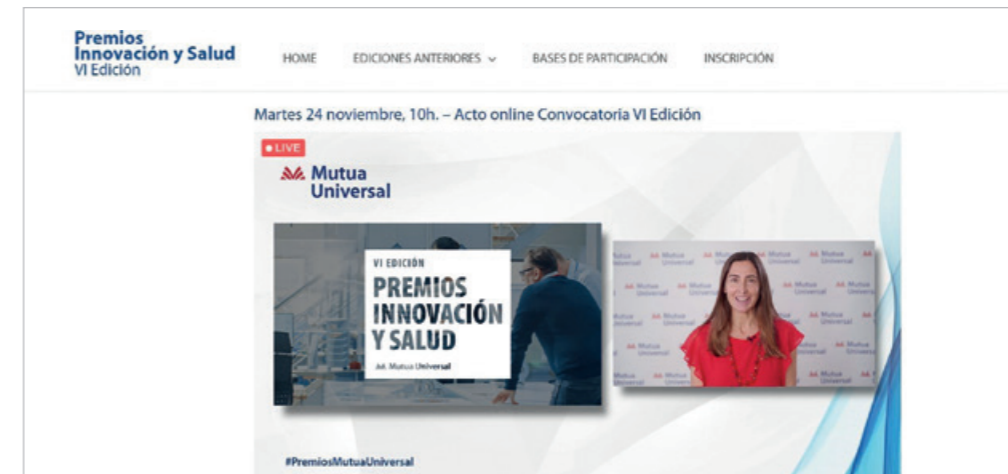 Premios
Innovación y Salud
VI Edición
HOME
EDICIONES ANTERIORES
BASES DE PARTICIPACIÓN
INSCRIPCIÓN
Martes 24 noviembre, 10h. – Acto online Convocatoria VI Edición
LIVE
Mutua
Universal
VI EDICIÓN
PREMIOS
INNOVACIÓN
Y SALUD
Mutua Universal
#PremiosMutuaUniversal